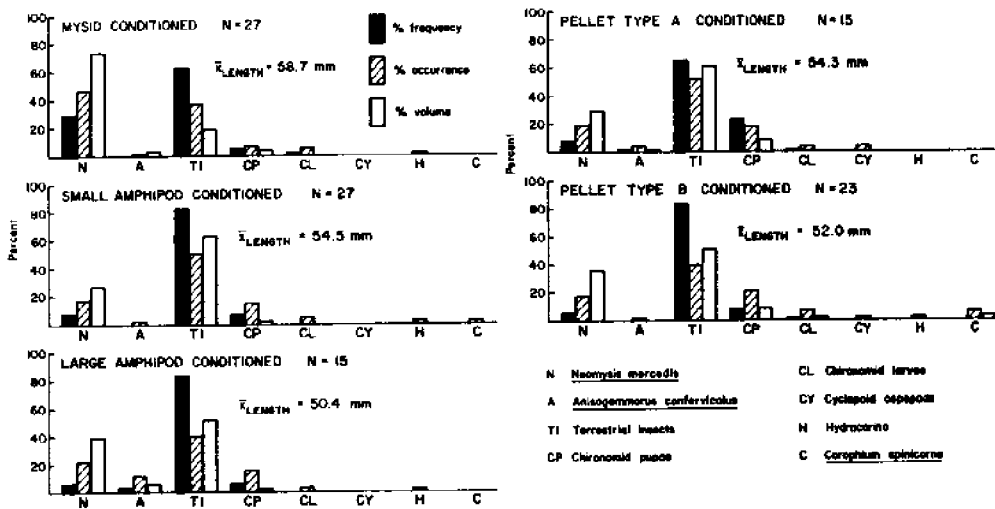 MYSID CONDITIONED N=27
100
80
60
40
20
x̄LENGTH = 58.7 mm
% frequency
% occurrence
% volume
N A TI CP CL CY H C
SMALL AMPHIPOD CONDITIONED N = 27
100
80
60
40
20
x̄LENGTH = 54.5 mm
Percent
N A TI CP CL CY H C
LARGE AMPHIPOD CONDITIONED N = 15
100
80
60
40
20
x̄LENGTH = 50.4 mm
N A TI CP CL CY H C
PELLET TYPE A CONDITIONED N=15
100
80
60
40
20
x̄LENGTH = 54.3 mm
Percent
N A TI CP CL CY H C
PELLET TYPE B CONDITIONED N=23
100
80
60
40
20
x̄LENGTH = 52.0 mm
N A TI CP CL CY H C
N Neomysis mercedis
A Anisogammarus confervicolus
TI Terrestrial insects
CP Chironomid pupae
CL Chironomid larvae
CY Cyclopoid copepods
H Hydracarina
C Corophium spinicorne